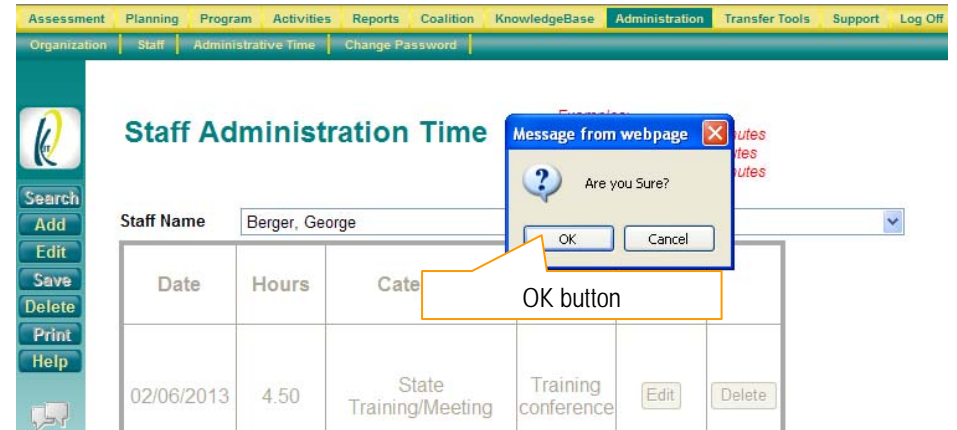 Assessment Planning Program Activities Reports Coalition KnowledgeBase Administration Transfer Tools Support Log Off
Organization Staff Administrative Time Change Password
Staff Administration Time
Message from webpage
Are you Sure?
OK Cancel
Search
Add
Edit
Save
Delete
Print
Help
Staff Name Berger, George
Date Hours
OK button
02/06/2013 4.50 State Training/Meeting Training conference Edit Delete